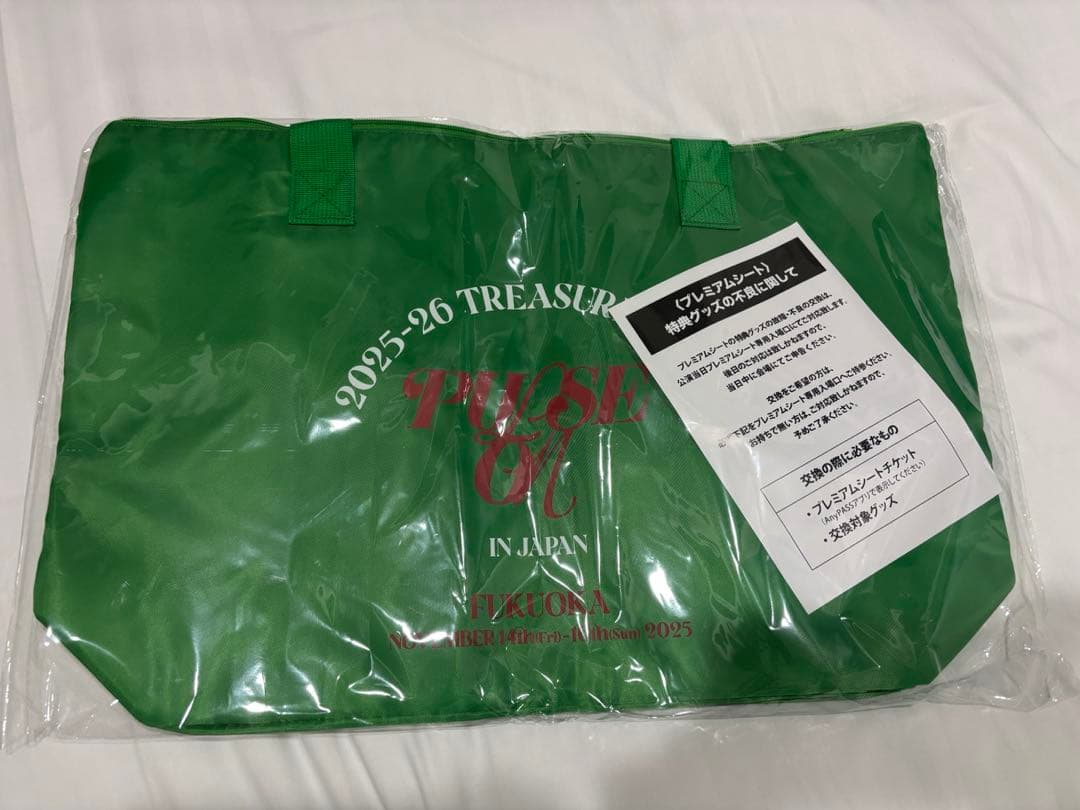 2025-26 TREASUR
PULSE
ON
IN JAPAN
FUKUOKA
NOVEMBER 14th(Fri)-16th(Sun) 2025
〈プレミアムシート〉
特典グッズの不良に関して
プレミアムシートの特典グッズの故障・不良の交換は、
公演当日プレミアムシート専用入場口にてご対応致します。
後日のご対応は致しかねますので、
当日中に会場にてご申告ください。
交換をご希望の方は、
下記をプレミアムシート専用入場口へご持参ください。
お持ちで無い方は、ご対応致しかねますので、
予めご了承ください。
交換の際に必要なもの
・プレミアムシートチケット
(AnyPASSアプリで表示してください)
・交換対象グッズ